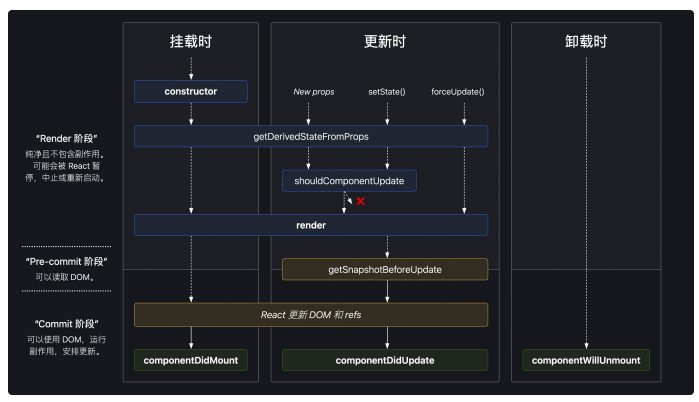 挂载时
更新时
卸载时
constructor
New props
setState()
forceUpdate()
“Render 阶段”
纯净且不包含副作用。
可能会被 React 暂
停，中止或重新启动。
getDerivedStateFromProps
shouldComponentUpdate
render
“Pre-commit 阶段”
可以读取 DOM。
getSnapshotBeforeUpdate
“Commit 阶段”
可以使用 DOM，运行
副作用，安排更新。
React 更新 DOM 和 refs
componentDidMount
componentDidUpdate
componentWillUnmount